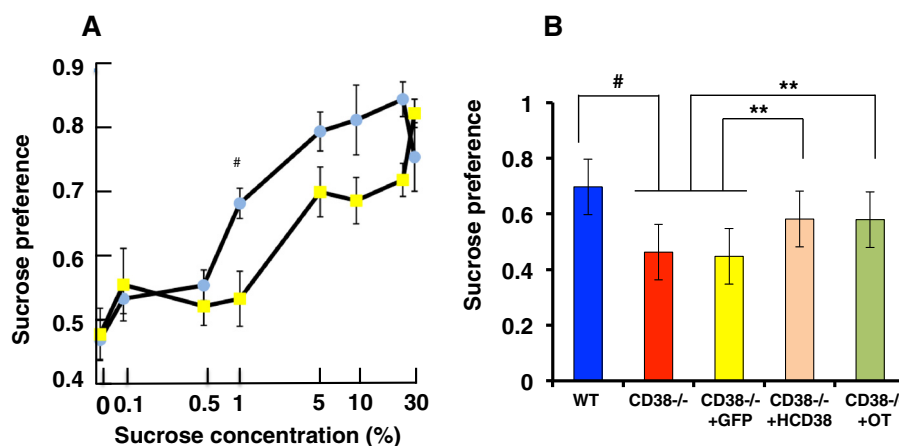 A
0.9
0.8
0.7
0.6
0.5
0.4
Sucrose preference
#
0 0.1 0.5 1 5 10 30
Sucrose concentration (%)
B
#
**
**
1
0.8
0.6
0.4
0.2
0
Sucrose preference
WT CD38-/- CD38-/- CD38-/- CD38-/
+GFP +HCD38 +OT